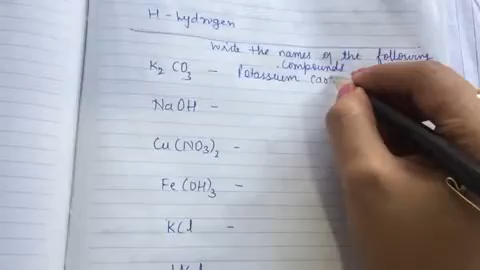 H - hydrogen
Write the names of the following
compounds.
K2 CO3 - Potassium car
NaOH -
Cu(NO3)2 -
Fe(OH)3 -
KCl -